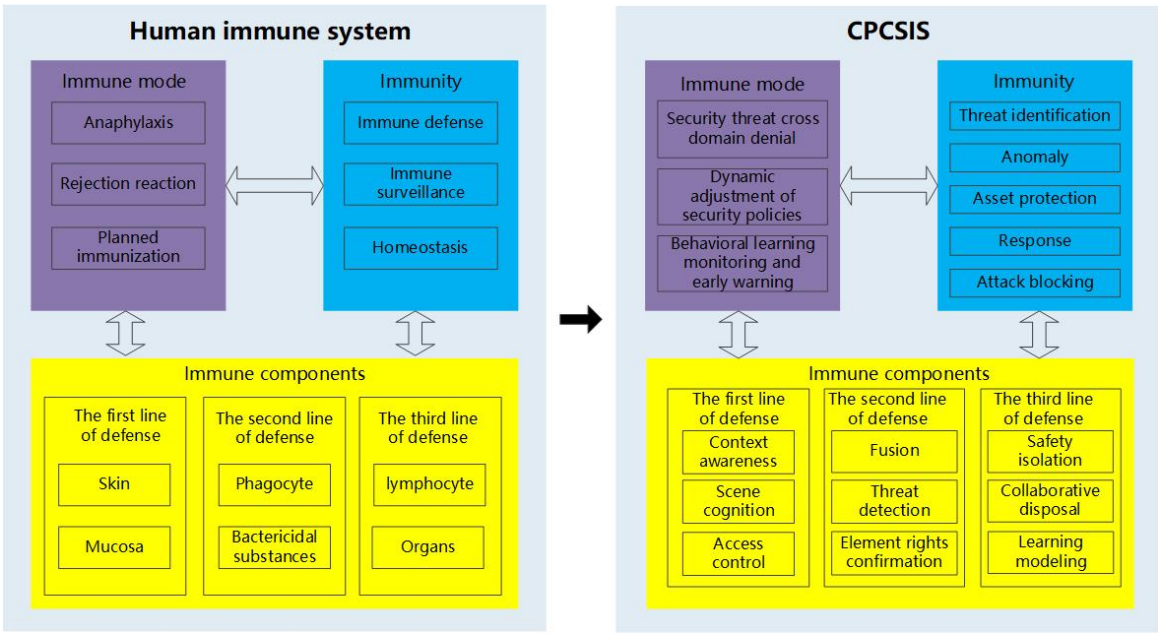 Human immune system
Immune mode
Anaphylaxis
Rejection reaction
Planned
immunization
Immunity
Immune defense
Immune
surveillance
Homeostasis
Immune components
The first line
of defense
Skin
Mucosa
The second line
of defense
Phagocyte
Bactericidal
substances
The third line
of defense
lymphocyte
Organs
CPCSIS
Immune mode
Security threat cross
domain denial
Dynamic
adjustment of
security policies
Behavioral learning
monitoring and
early warning
Immunity
Threat identification
Anomaly
Asset protection
Response
Attack blocking
Immune components
The first line
of defense
Context
awareness
Scene
cognition
Access
control
The second line
of defense
Fusion
Threat
detection
Element rights
confirmation
The third line
of defense
Safety
isolation
Collaborative
disposal
Learning
modeling